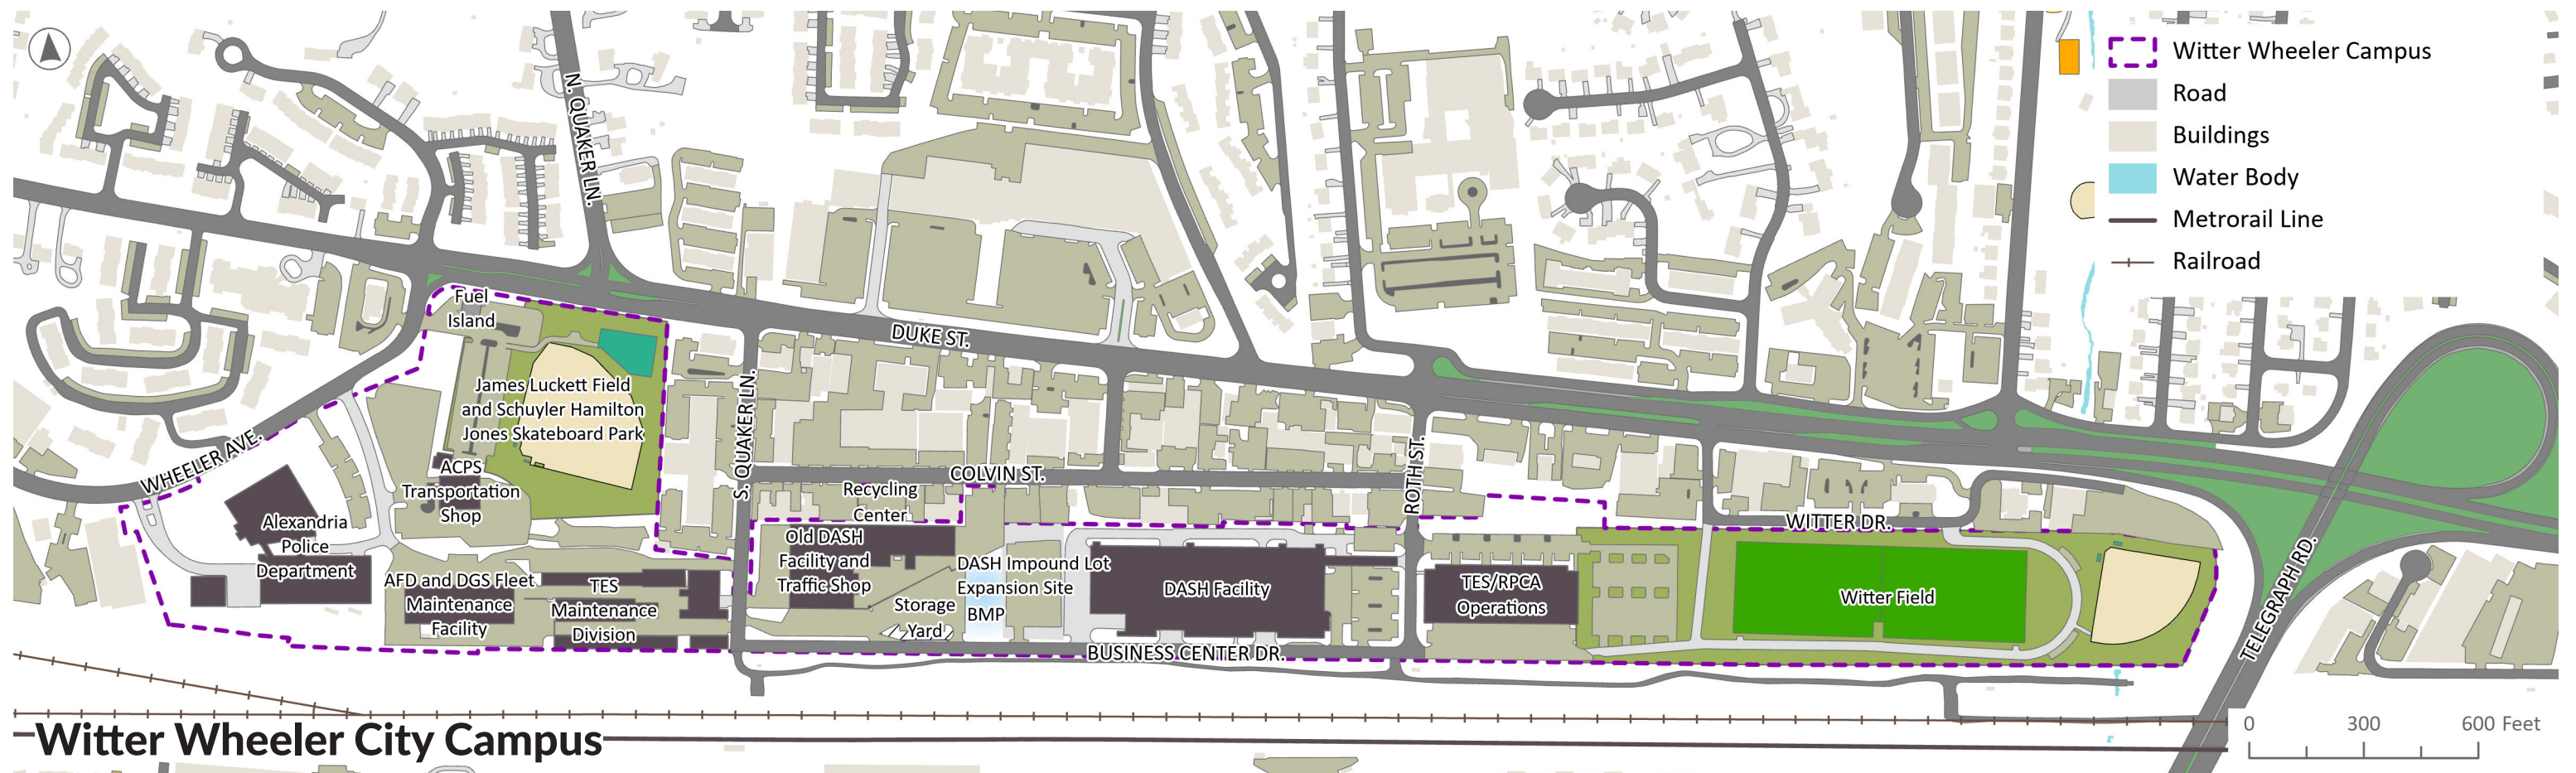 Witter Wheeler Campus
Road
Buildings
Water Body
Metrorail Line
Railroad
N. QUAKER LN.
Fuel
Island
DUKE ST.
James Luckett Field
and Schuyler Hamilton
Jones Skateboard Park
S. QUAKER LN.
WHEELER AVE.
ACPS
Transportation
Shop
COLVIN ST.
ROTH ST.
Recycling
Center
WITTER DR.
Alexandria
Police
Department
Old DASH
Facility and
Traffic Shop
DASH Impound Lot
Expansion Site
BMP
Storage
Yard
DASH Facility
TES/RPCA
Operations
Witter Field
AFD and DGS Fleet
Maintenance
Facility
TES
Maintenance
Division
BUSINESS CENTER DR.
TELEGRAPH RD.
Witter Wheeler City Campus
0 300 600 Feet